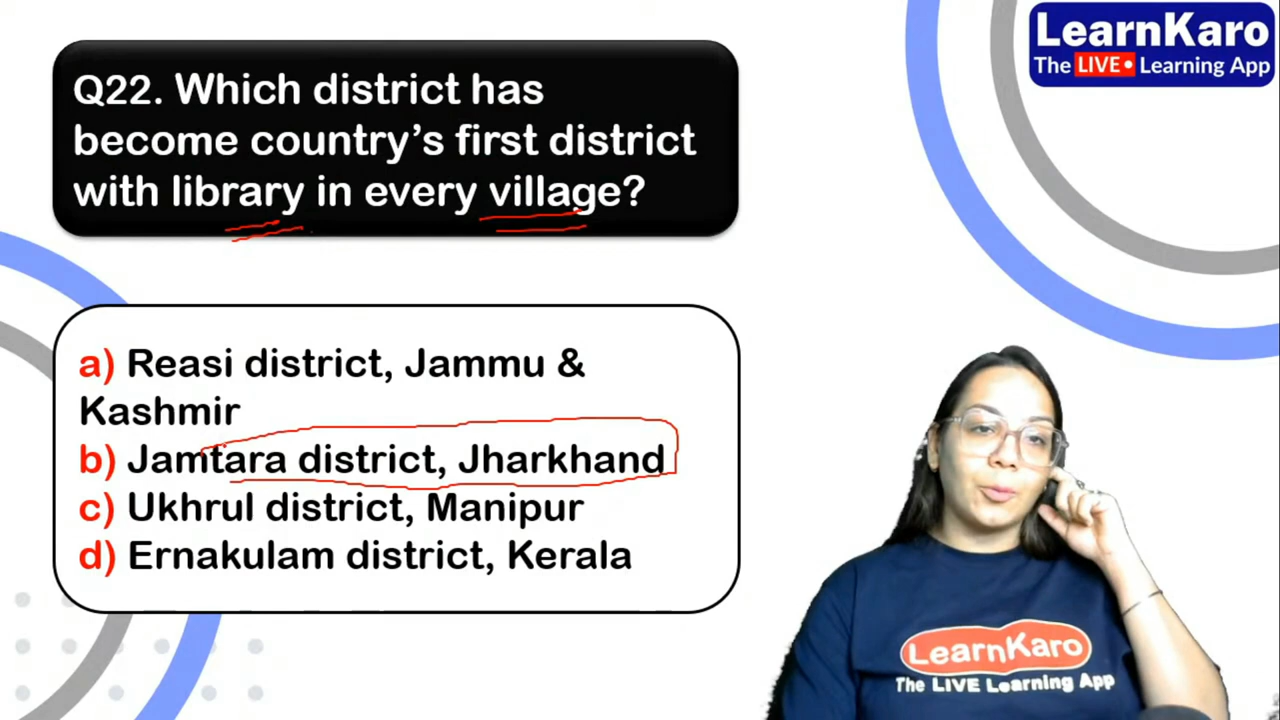 LearnKaro
The LIVE • Learning App
Q22. Which district has
become country’s first district
with library in every village?
a) Reasi district, Jammu &
Kashmir
b) Jamtara district, Jharkhand
c) Ukhrul district, Manipur
d) Ernakulam district, Kerala
LearnKaro
The LIVE Learning App